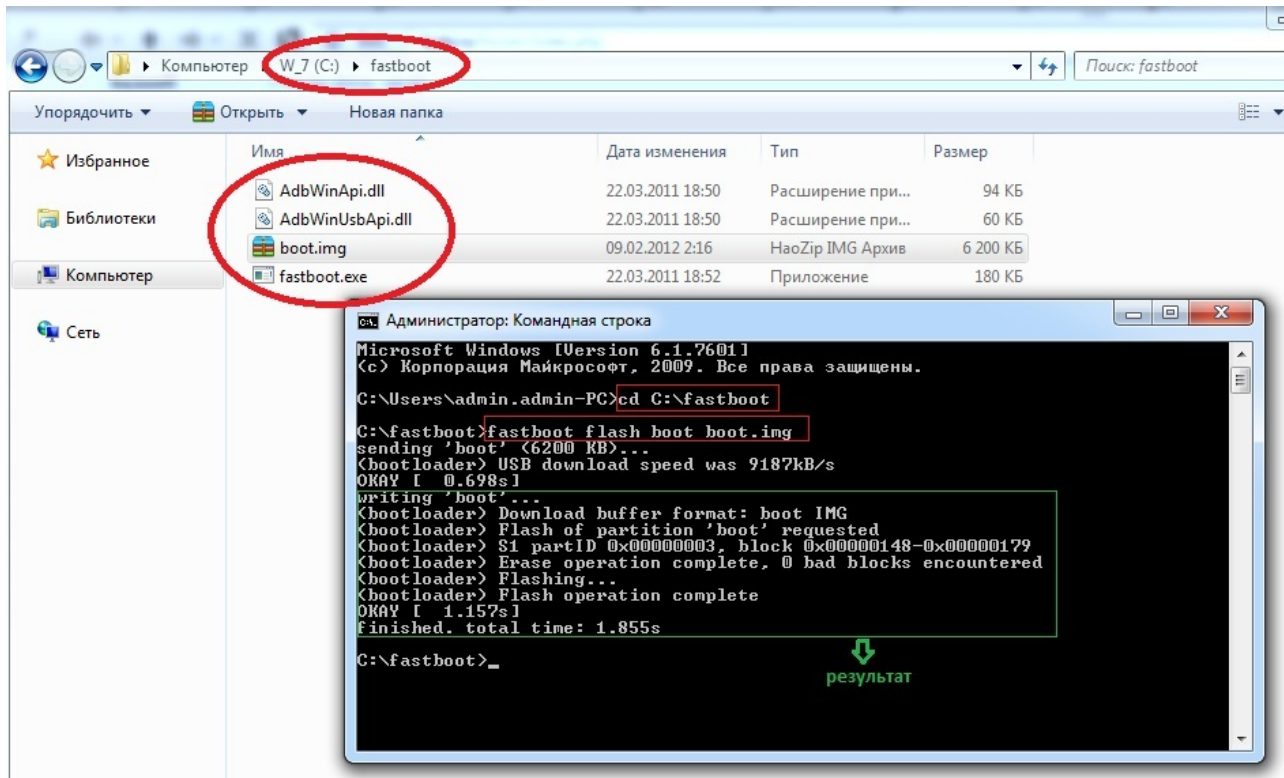 Компьютер W_7 (C:) fastboot Поиск: fastboot
Упорядочить Открыть Новая папка
Избранное
Библиотеки
Компьютер
Сеть
Имя Дата изменения Тип Размер
AdbWinApi.dll 22.03.2011 18:50 Расширение при... 94 КБ
AdbWinUsbApi.dll 22.03.2011 18:50 Расширение при... 60 КБ
boot.img 09.02.2012 2:16 HaoZip IMG Архив 6 200 КБ
fastboot.exe 22.03.2011 18:52 Приложение 180 КБ
Администратор: Командная строка
Microsoft Windows [Version 6.1.7601]
(c) Корпорация Майкрософт, 2009. Все права защищены.
C:\Users\admin.admin-PC>cd C:\fastboot
C:\fastboot>fastboot flash boot boot.img
sending 'boot' (6200 KB)...
(bootloader) USB download speed was 9187kB/s
OKAY [  0.698s]
writing 'boot'...
(bootloader) Download buffer format: boot IMG
(bootloader) Flash of partition 'boot' requested
(bootloader) S1 partID 0x00000003, block 0x00000148-0x00000179
(bootloader) Erase operation complete, 0 bad blocks encountered
(bootloader) Flashing...
(bootloader) Flash operation complete
OKAY [  1.157s]
finished. total time: 1.855s
C:\fastboot>_
результат